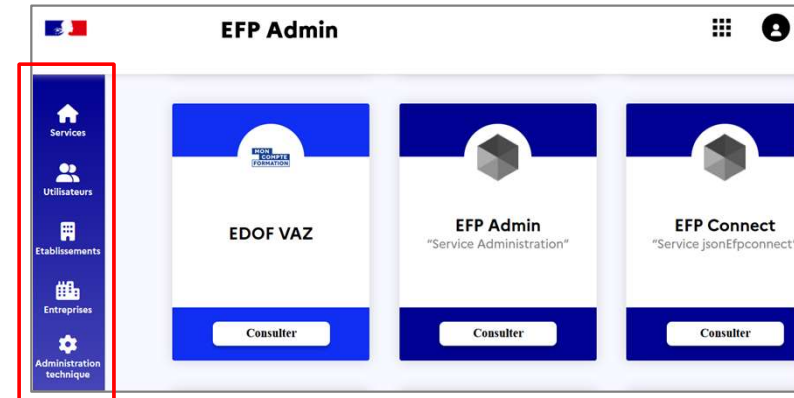 EFP Admin
Services
Utilisateurs
Etablissements
Entreprises
Administration
technique
MON
COMPTE
FORMATION
EDOF VAZ
Consulter
EFP Admin
"Service Administration"
Consulter
EFP Connect
"Service jsonEfpconnect"
Consulter